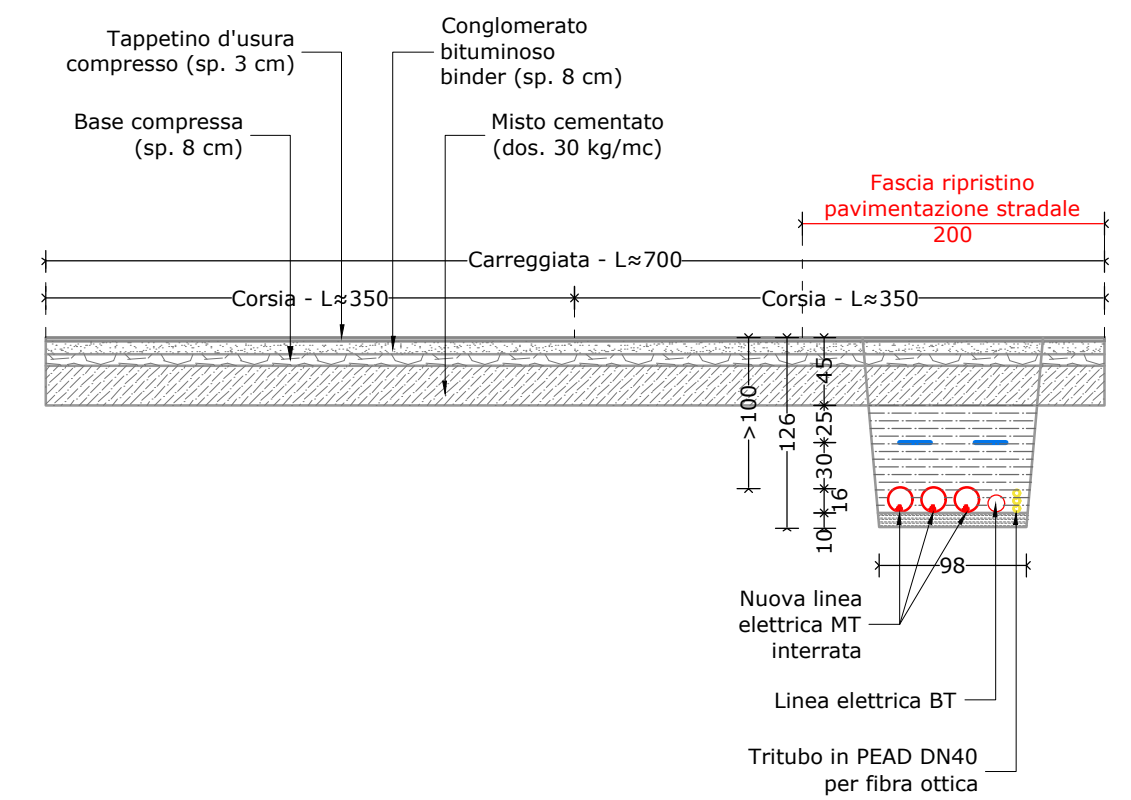 Tappetino d'usura
compresso (sp. 3 cm)
Conglomerato
bituminoso
binder (sp. 8 cm)
Base compressa
(sp. 8 cm)
Misto cementato
(dos. 30 kg/mc)
Fascia ripristino
pavimentazione stradale
200
Carreggiata - L≈700
Corsia - L≈350
Corsia - L≈350
>100
126
45
25
30
16
10
98
Nuova linea
elettrica MT
interrata
Linea elettrica BT
Tritubo in PEAD DN40
per fibra ottica